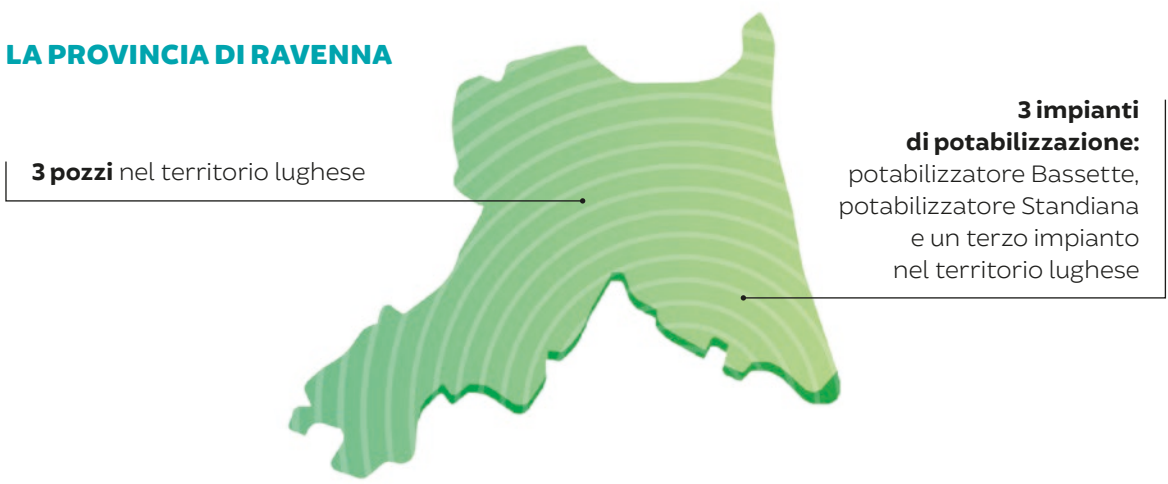 LA PROVINCIA DI RAVENNA
3 pozzi nel territorio lughese
3 impianti
di potabilizzazione:
potabilizzatore Bassette,
potabilizzatore Standiana
e un terzo impianto
nel territorio lughese